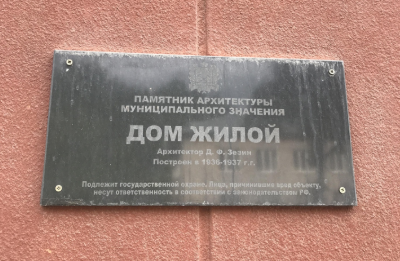 ПАМЯТНИК АРХИТЕКТУРЫ
МУНИЦИПАЛЬНОГО ЗНАЧЕНИЯ
ДОМ ЖИЛОЙ
Архитектор Д. Ф.
Построен в 1936-1937 г.г.
Подлежит государственной охране. Лица, причинившие вред объекту,
несут ответственность в соответствии с законодательством РФ.